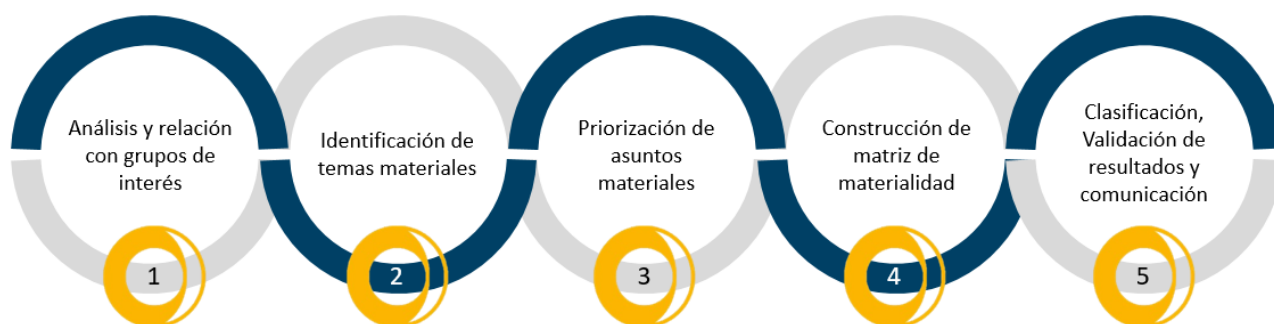 Análisis y relación
con grupos de
interés
1
Identificación de
temas materiales
2
Priorización de
asuntos
materiales
3
Construcción de
matriz de
materialidad
4
Clasificación,
Validación de
resultados y
comunicación
5